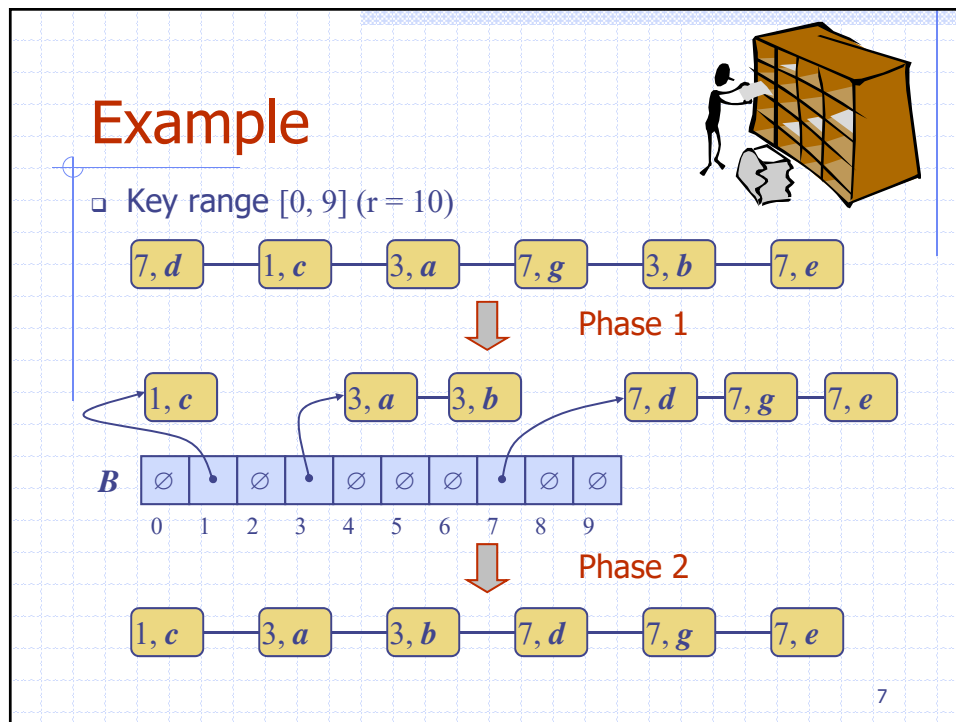 Example
Key range [0, 9] (r = 10)
7, d 1, c 3, a 7, g 3, b 7, e
Phase 1
1, c 3, a 3, b 7, d 7, g 7, e
B ∅ ∅ ∅ ∅ ∅ ∅ ∅
0 1 2 3 4 5 6 7 8 9
Phase 2
1, c 3, a 3, b 7, d 7, g 7, e
7